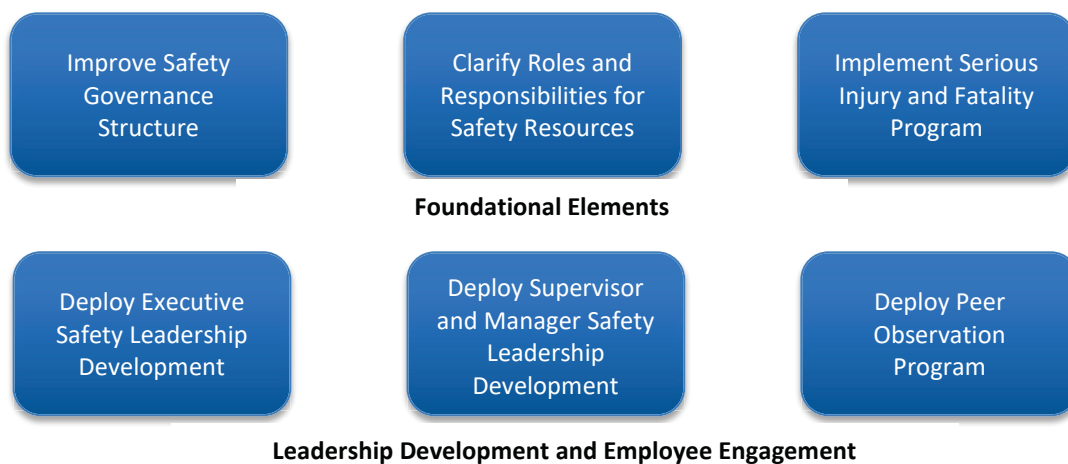 Improve Safety
Governance
Structure
Clarify Roles and
Responsibilities for
Safety Resources
Implement Serious
Injury and Fatality
Program
Foundational Elements
Deploy Executive
Safety Leadership
Development
Deploy Supervisor
and Manager Safety
Leadership
Development
Deploy Peer
Observation
Program
Leadership Development and Employee Engagement